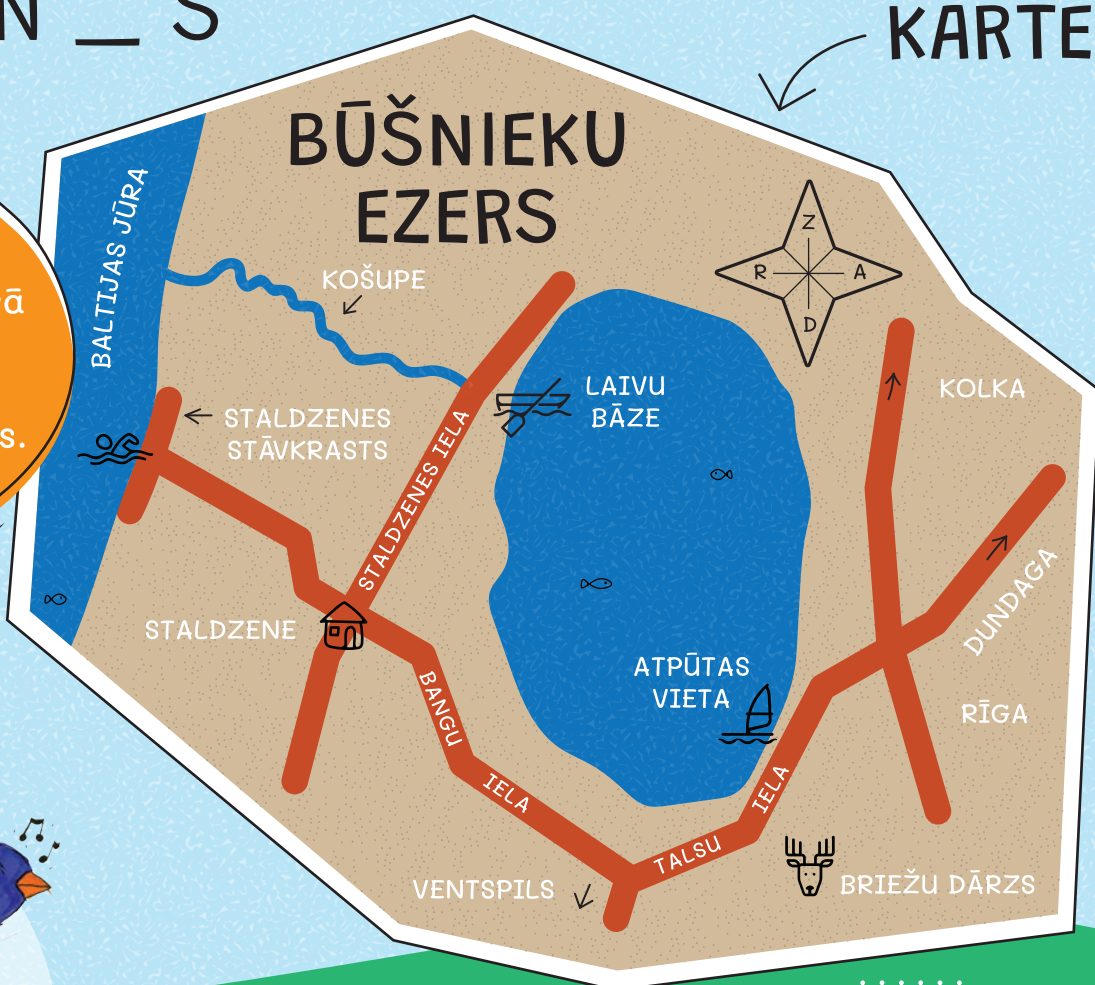 N __ S
KARTE
BŪŠNIEKU
EZERS
BALTIJAS JŪRA
KOŠUPE
Z
R A
D
ā
s.
STALDZENES
STĀVKRASTS
STALDZENES IELA
LAIVU
BĀZE
KOLKA
DUNDAGA
STALDZENE
BANGU
IELA
ATPŪTAS
VIETA
RĪGA
TALSU
IELA
VENTSPILS
BRIEŽU DĀRZS